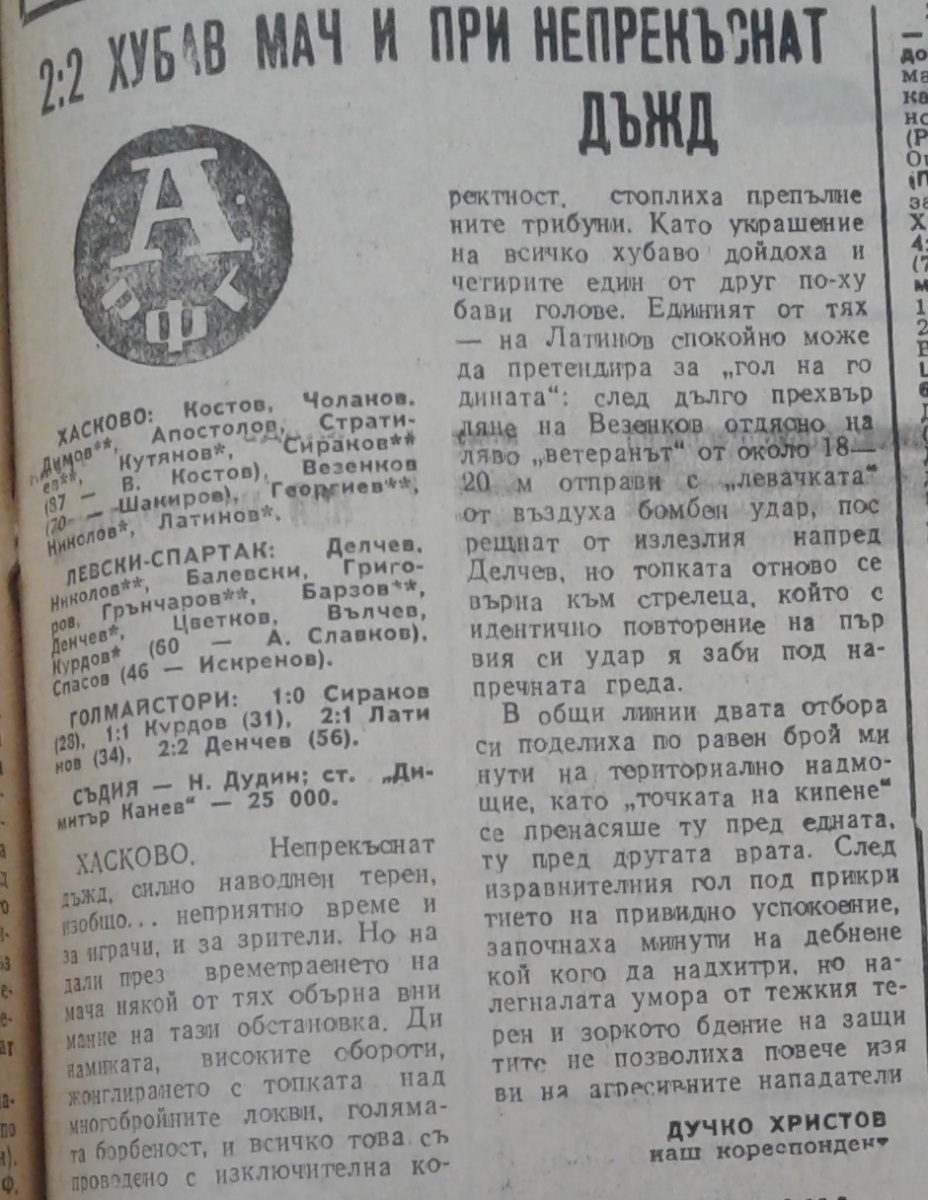 2:2 ХУБАВ МАЧ И ПРИ НЕПРЕКЪСНАТ
ДЪЖД
А
ПФГ
ХАСКОВО: Костов, Чоланов,
Димов**, Апостолов, Страти-
ев**, Кутянов*, Сираков**
(87 — В. Костов), Везенков
(70 — Шакиров), Георгиев**,
Николов*, Латинов*.
ЛЕВСКИ-СПАРТАК: Делчев,
Николов**, Балевски, Григо-
ров, Грънчаров**, Барзов**,
Денчев*, Цветков, Вълчев,
Курдов* (60 — А. Славков),
Спасов (46 — Искренов).
ГОЛМАЙСТОРИ: 1:0 Сираков
(28), 1:1 Курдов (31), 2:1 Лати
нов (34), 2:2 Денчев (56).
СЪДИЯ — Н. Дудин; ст. „Ди-
митър Канев“ — 25 000.
ХАСКОВО. Непрекъснат
дъжд, силно наводнен терен,
изобщо... неприятно време и
за играчи, и за зрители. Но на
дали през времетраенето на
мача някой от тях обърна вни
мание на тази обстановка. Ди
намиката, високите обороти,
жонглирането с топката над
многобройните локви, голяма-
та борбеност, и всичко това съ
проводено с изключителна ко-
ректност, стоплиха препълне
ните трибуни. Като украшение
на всичко хубаво дойдоха и
четирите един от друг по-ху
бави голове. Единият от тях
— на Латинов спокойно може
да претендира за „гол на го
дината“: след дълго прехвър
ляне на Везенков отдясно на
ляво „ветеранът“ от около 18—
20 м отправи с „левачката“
от въздуха бомбен удар, пос
рещнат от излезлия напред
Делчев, но топката отново се
върна към стрелеца, който с
идентично повторение на пър
вия си удар я заби под на-
пречната греда.
В общи линии двата отбора
си поделиха по равен брой ми
нути на териториално надмо-
щие, като „точката на кипене“
се пренасяше ту пред едната,
ту пред другата врата. След
изравнителния гол под прикри
тието на привидно успокоение,
започнаха минути на дебнене
кой кого да надхитри, но на-
легналата умора от тежкия те-
рен и зоркото бдение на защи
тите не позволиха повече изя
ви на агресивните нападатели
ДУЧКО ХРИСТОВ
наш кореспондент